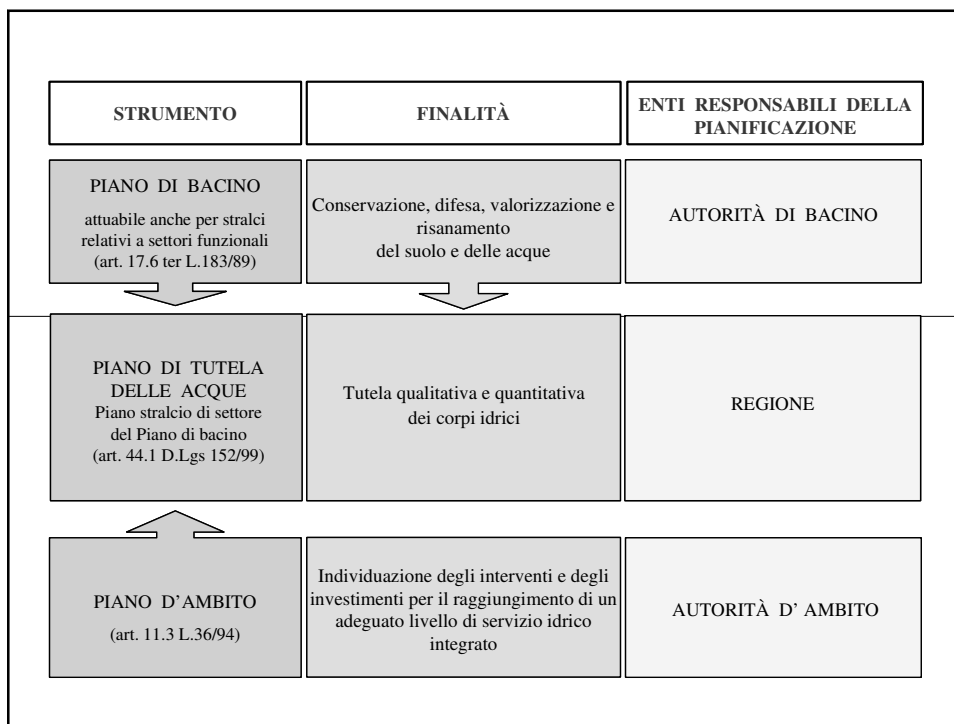 STRUMENTO
FINALITÀ
ENTI RESPONSABILI DELLA
PIANIFICAZIONE
PIANO DI BACINO
attuabile anche per stralci
relativi a settori funzionali
(art. 17.6 ter L.183/89)
Conservazione, difesa, valorizzazione e
risanamento
del suolo e delle acque
AUTORITÀ DI BACINO
PIANO DI TUTELA
DELLE ACQUE
Piano stralcio di settore
del Piano di bacino
(art. 44.1 D.Lgs 152/99)
Tutela qualitativa e quantitativa
dei corpi idrici
REGIONE
PIANO D'AMBITO
(art. 11.3 L.36/94)
Individuazione degli interventi e degli
investimenti per il raggiungimento di un
adeguato livello di servizio idrico
integrato
AUTORITÀ D' AMBITO